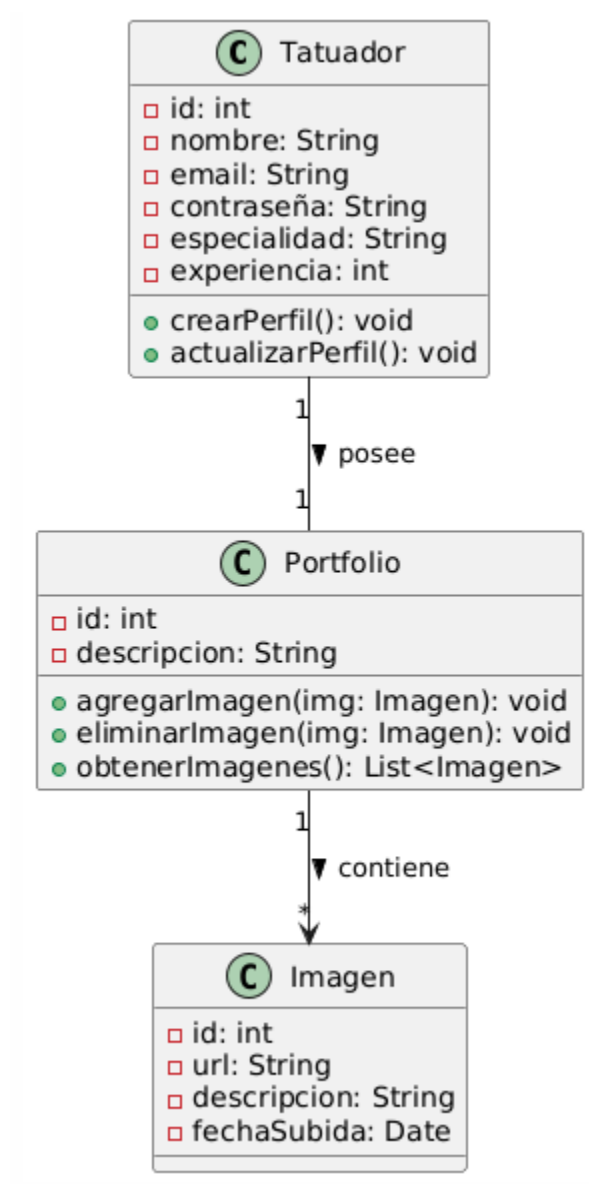 C Tatuador
id: int
nombre: String
email: String
contraseña: String
especialidad: String
experiencia: int
crearPerfil(): void
actualizarPerfil(): void
1
posee
1
C Portfolio
id: int
descripcion: String
agregarImagen(img: Imagen): void
eliminarImagen(img: Imagen): void
obtenerImagenes(): List<Imagen>
1
contiene
*
C Imagen
id: int
url: String
descripcion: String
fechaSubida: Date